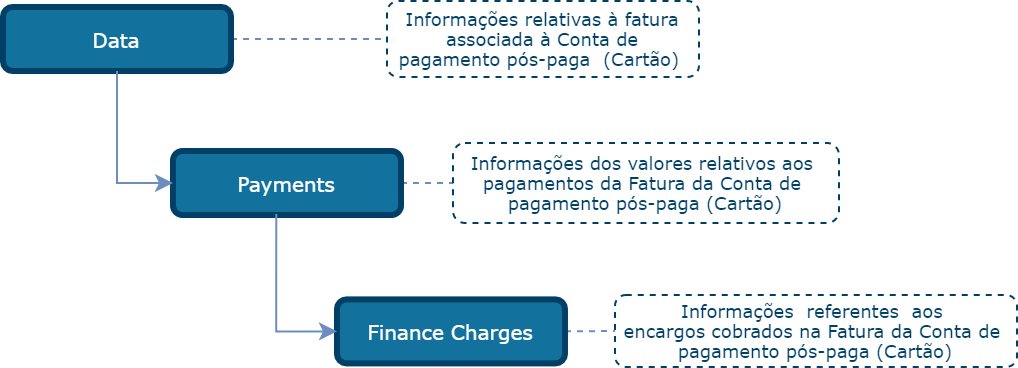 Data
Informações relativas à fatura
associada à Conta de
pagamento pós-paga (Cartão)
Payments
Informações dos valores relativos aos
pagamentos da Fatura da Conta de
pagamento pós-paga (Cartão)
Finance Charges
Informações referentes aos
encargos cobrados na Fatura da Conta de
pagamento pós-paga (Cartão)